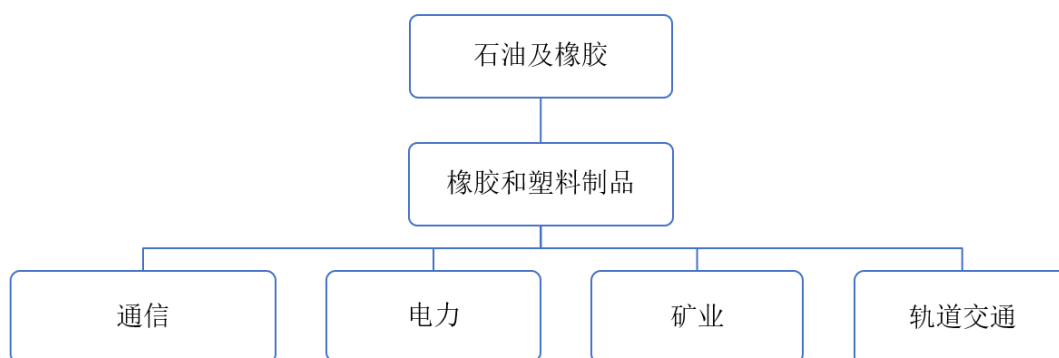 石油及橡胶
橡胶和塑料制品
通信
电力
矿业
轨道交通